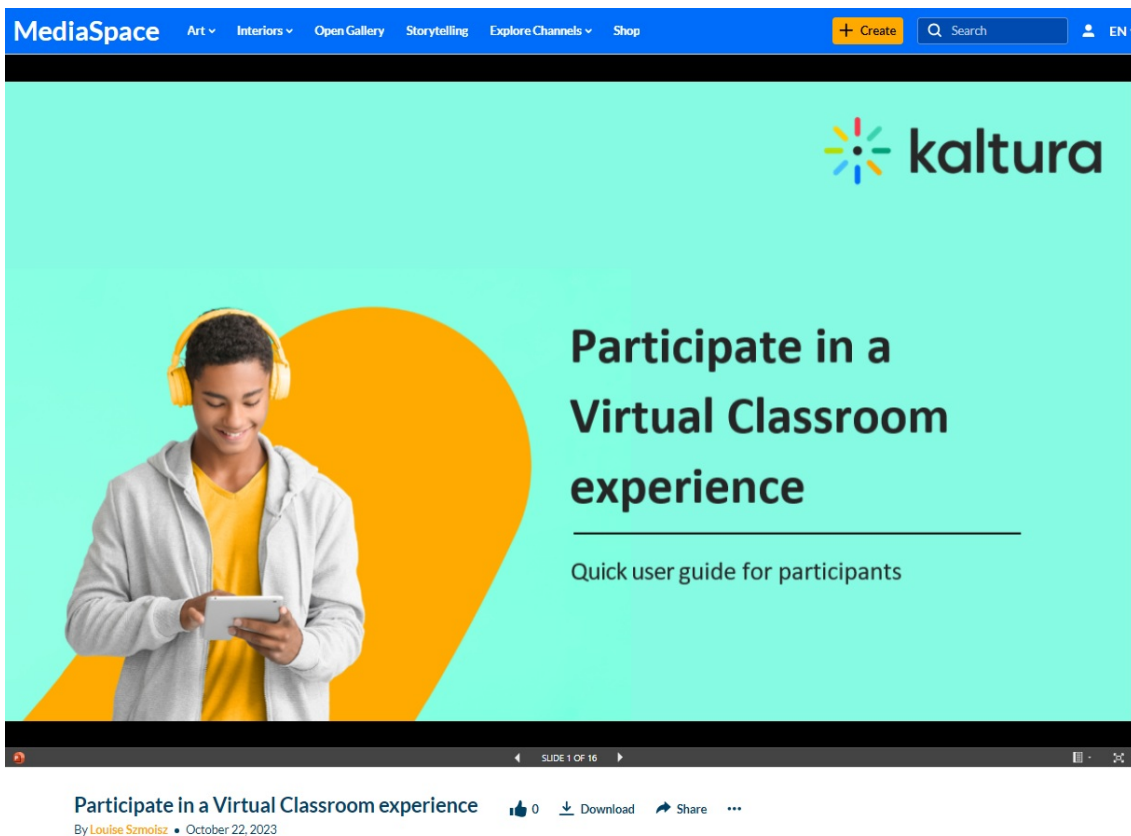 MediaSpace Art Interiors Open Gallery Storytelling Explore Channels Shop + Create Search EN
kaltura
Participate in a
Virtual Classroom
experience
Quick user guide for participants
SLIDE 1 OF 16
Participate in a Virtual Classroom experience 0 Download Share ...
By Louise Szmoisz • October 22, 2023